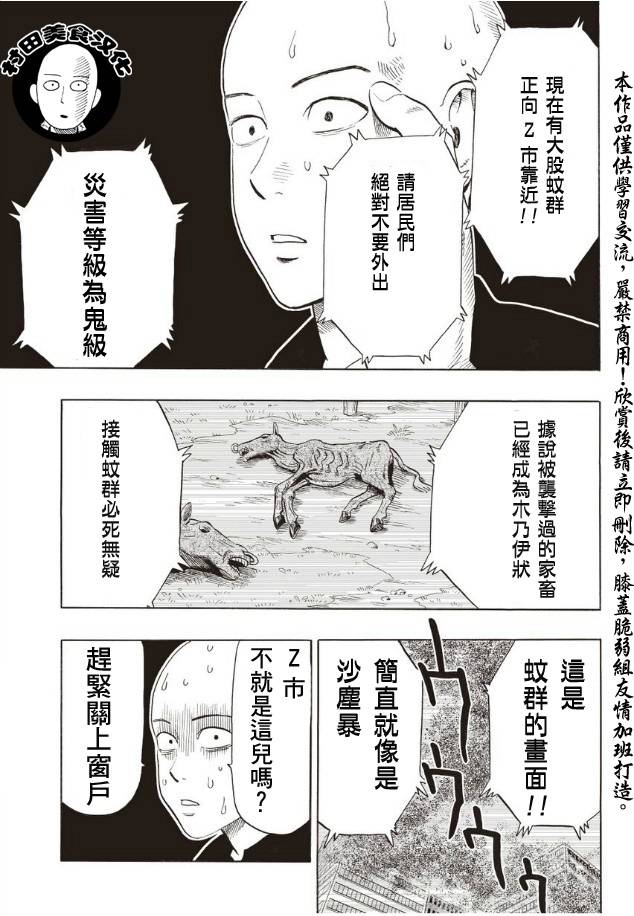 村田美食汉化
現在有大股蚊群
正向Z市靠近!!
請居民們
絕對不要外出
災害等級為鬼級
據說被襲擊過的家畜
已經成為木乃伊狀
接觸蚊群必死無疑
這是
蚊群的畫面!!
簡直就像是
沙塵暴
ウウウウ
Z市
不就是這兒嗎?
趕緊關上窗戶
本作品僅供學習交流,嚴禁商用!欣賞後請立即刪除,膝蓋脆弱組友情加班打造。